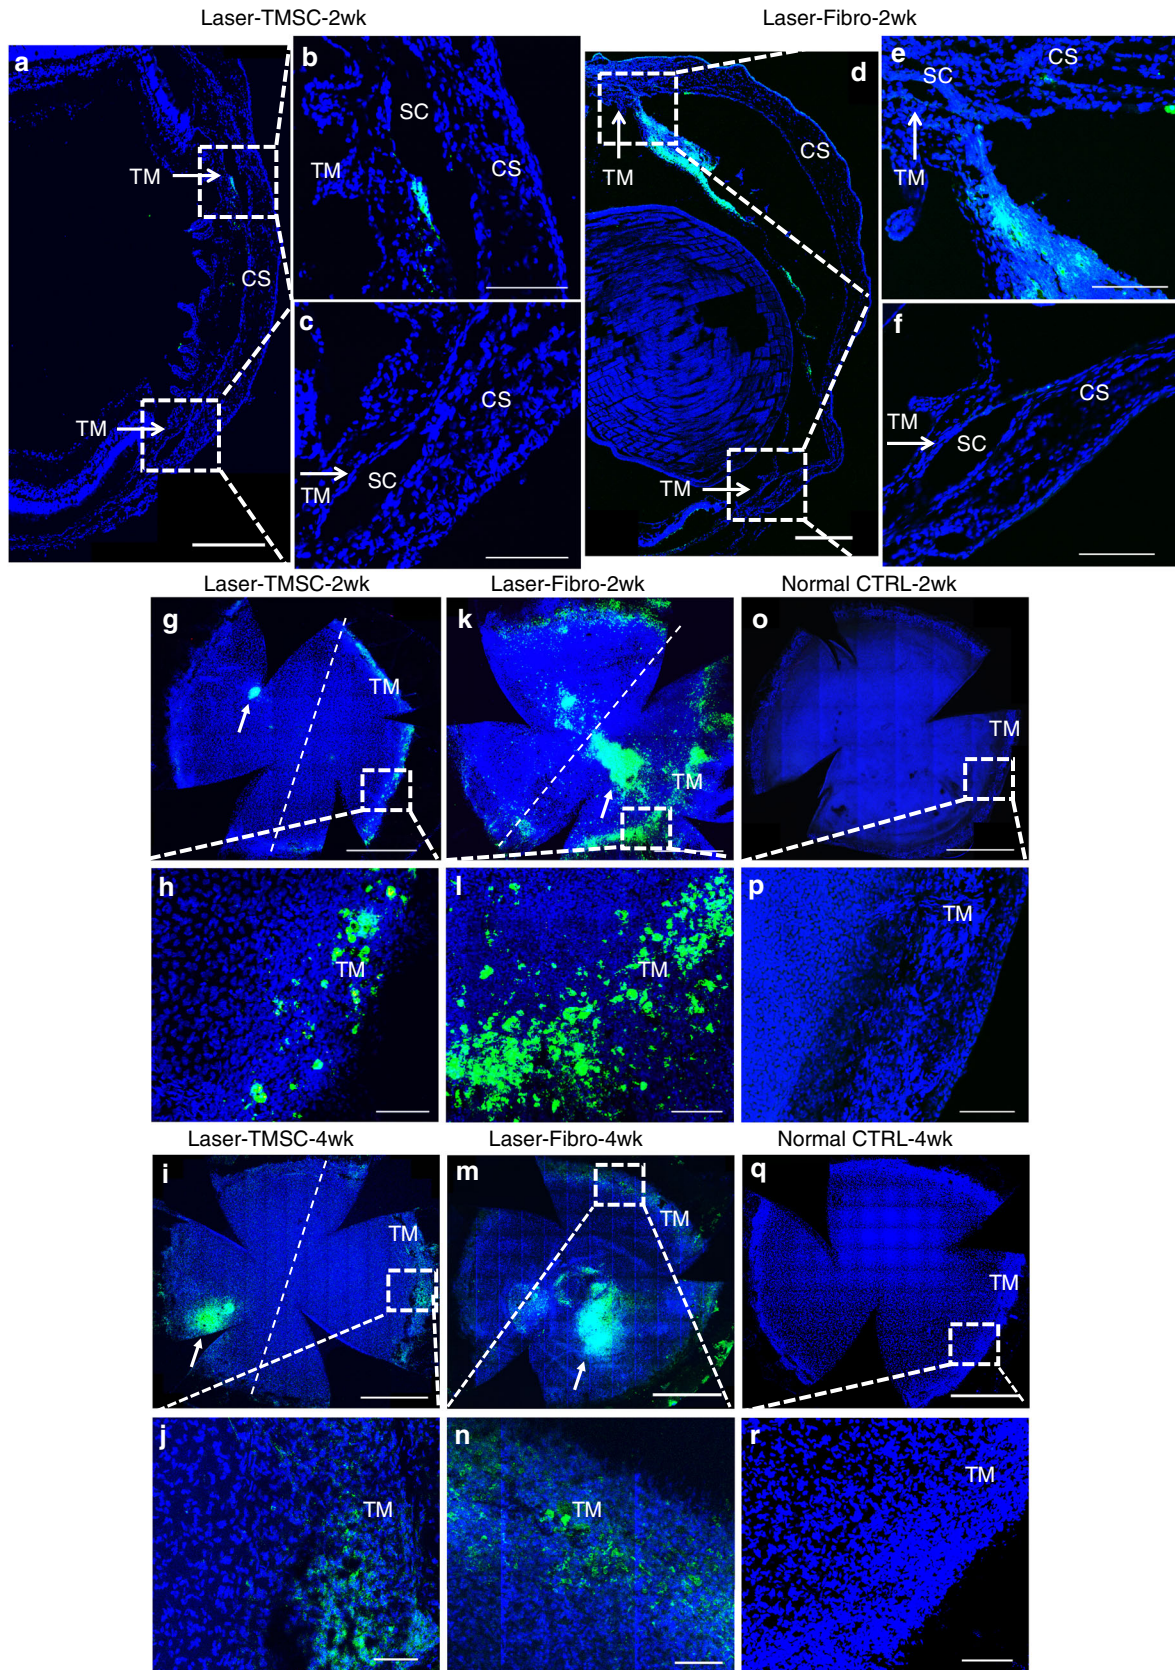 Laser-TMSC-2wk
Laser-Fibro-2wk
a
TM
CS
TM
b
SC
TM
CS
c
CS
TM
SC
d
TM
CS
TM
e
CS
SC
TM
f
CS
TM
SC
Laser-TMSC-2wk
Laser-Fibro-2wk
Normal CTRL-2wk
g
TM
k
TM
o
TM
h
TM
l
TM
p
TM
Laser-TMSC-4wk
Laser-Fibro-4wk
Normal CTRL-4wk
i
TM
m
TM
q
TM
j
TM
n
TM
r
TM